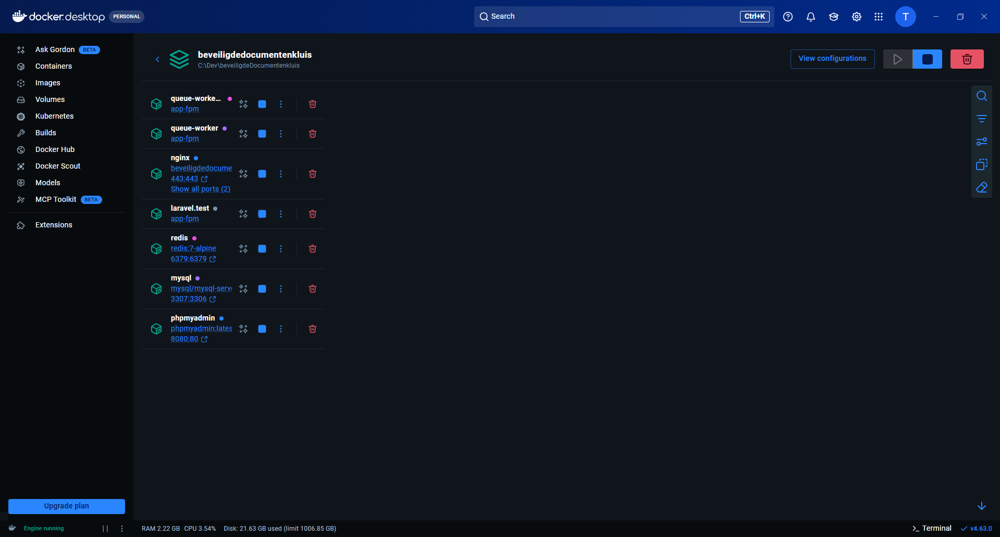 docker.desktop PERSONAL
Search Ctrl+K
T
Ask Gordon BETA
Containers
Images
Volumes
Kubernetes
Builds
Docker Hub
Docker Scout
Models
MCP Toolkit BETA
Extensions
Upgrade plan
beveiligdedocumentenkluis
C:\Dev\beveiligdeDocumentenkluis
View configurations
queue-worke...
app-fpm
queue-worker
app-fpm
nginx
beveiligdedocume
443:443
Show all ports (2)
laravel.test
app-fpm
redis
redis:7-alpine
6379:6379
mysql
mysql/mysql-serv
3307:3306
phpmyadmin
phpmyadmin:lates
8080:80
Engine running
RAM 2.22 GB CPU 3.54% Disk: 21.63 GB used (limit 1006.85 GB)
Terminal
v4.63.0